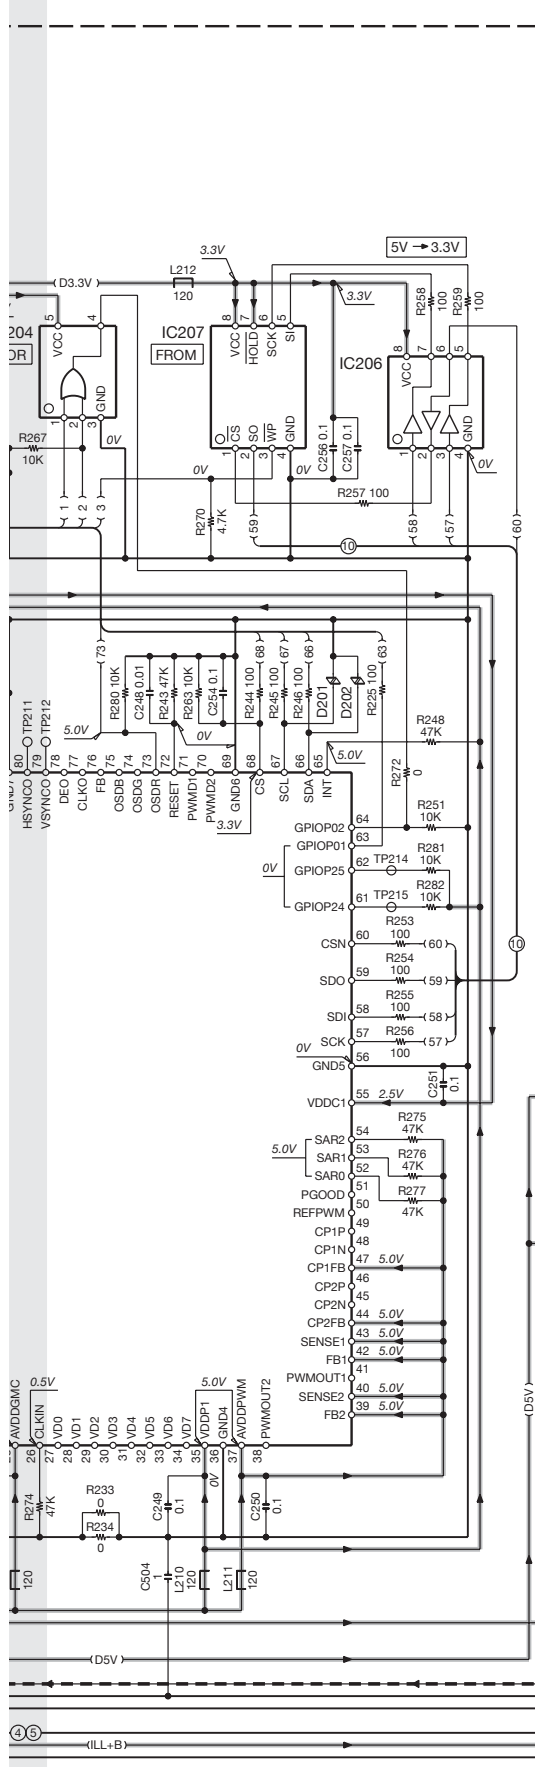 5V → 3.3V
3.3V
L212
120
D3.3V
3.3V
R258
100
R259
100
5
4
8
7
6
5
204
VCC
IC207
VCC
HOLD
SCK
SI
OR
FROM
IC206
8
7
6
5
VCC
GND
CS
SO
WP
GND
GND
1
2
3
0V
1
2
3
4
C256 0.1
C257 0.1
1
2
3
4
0V
R267
10K
0V
0V
R257 100
1
2
3
R270
4.7K
59
58
57
60
10
73
68
67
66
63
R280 10K
C248 0.01
R243 47K
R263 10K
C254 0.1
R244 100
R245 100
R246 100
D201
D202
R225 100
TP211
TP212
5.0V
0V
5.0V
R248
47K
R272
0
80
79
78
77
76
75
74
73
72
71
70
69
68
67
66
65
HSYNCO
VSYNCO
DEO
CLKO
FB
OSDB
OSDG
OSDR
RESET
PWMD1
PWMD2
GND6
CS
SCL
SDA
INT
3.3V
GPIOP02
64
R251
10K
GPIOP01
63
0V
GPIOP25
62
TP214
R281
10K
GPIOP24
61
TP215
R282
10K
CSN
60
R253
100
60
10
SDO
59
R254
100
59
SDI
58
R255
100
58
SCK
57
R256
100
57
0V
GND5
56
C251
0.1
VDDC1
55
2.5V
SAR2
54
R275
47K
5.0V
SAR1
53
R276
47K
SAR0
52
R277
47K
PGOOD
51
REFPWM
50
CP1P
49
CP1N
48
CP1FB
47
5.0V
CP2P
46
CP2N
45
CP2FB
44
5.0V
SENSE1
43
5.0V
FB1
42
5.0V
PWMOUT1
41
SENSE2
40
5.0V
FB2
39
5.0V
D5V
0.5V
5.0V
AVDDGMC
CLKIN
VD0
VD1
VD2
VD3
VD4
VD5
VD6
VD7
VDDP1
GND4
AVDDPWM
PWMOUT2
26
27
28
29
30
31
32
33
34
35
36
37
38
0V
R274
47K
R233
0
R234
0
C249
0.1
C250
0.1
120
C504
1
L210
120
L211
120
D5V
4
5
ILL+B